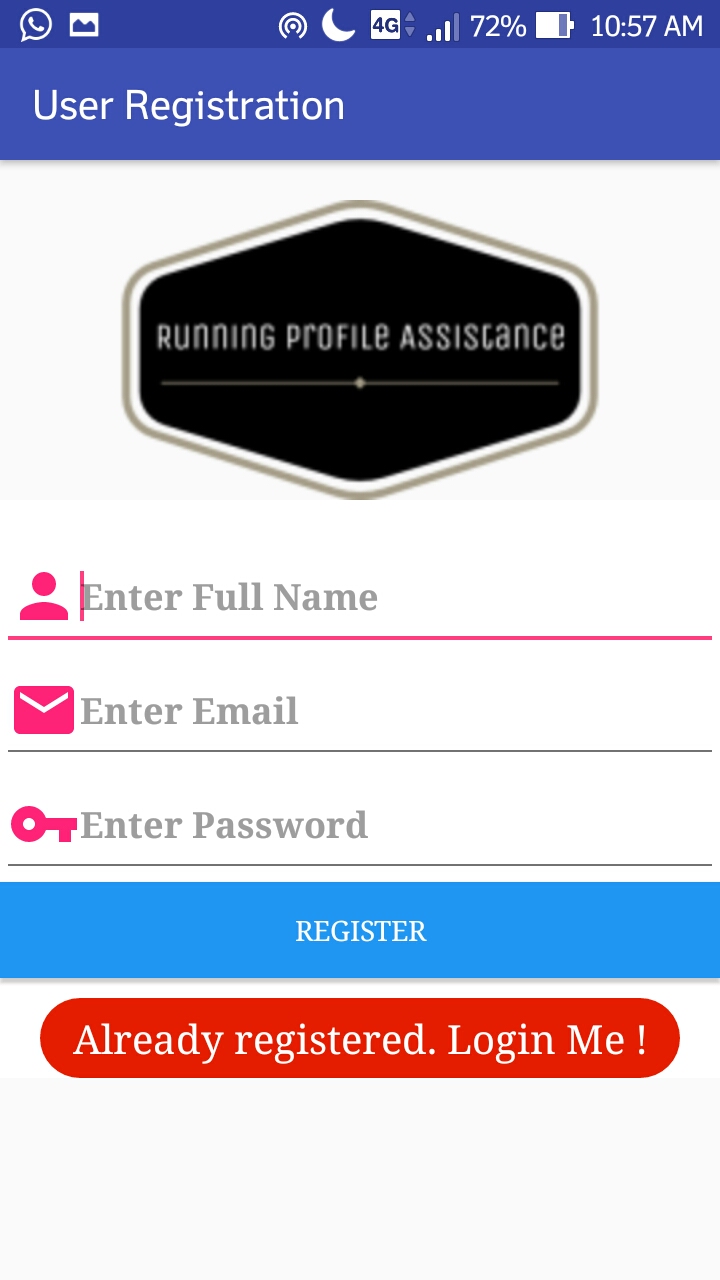 4G 72% 10:57 AM
User Registration
Running Profile Assistance
Enter Full Name
Enter Email
Enter Password
REGISTER
Already registered. Login Me !